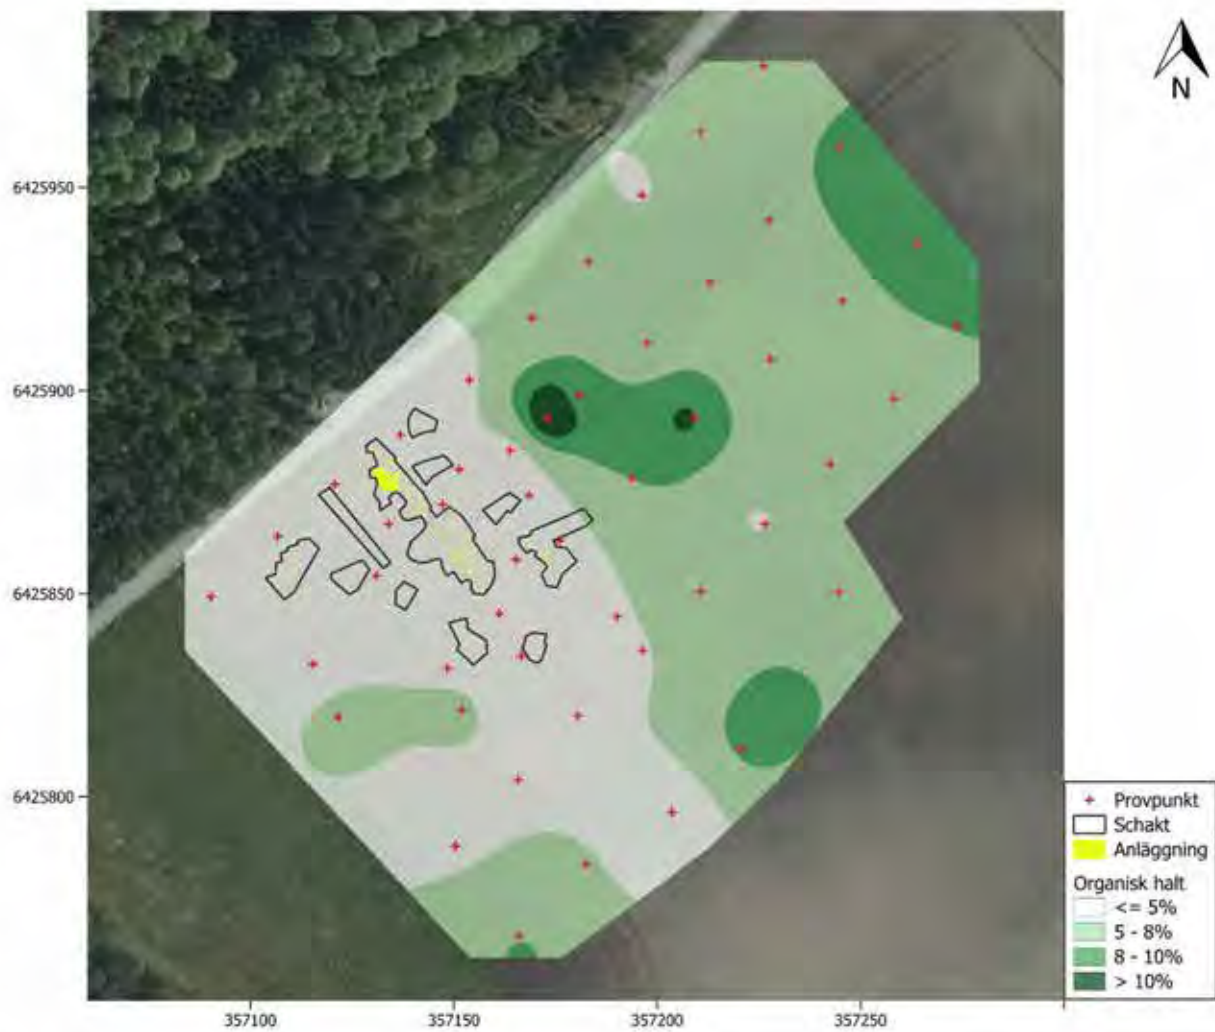 N
6425950
6425900
6425850
6425800
357100
357150
357200
357250
Provpunkt
Schakt
Anläggning
Organisk halt
<= 5%
5 - 8%
8 - 10%
> 10%